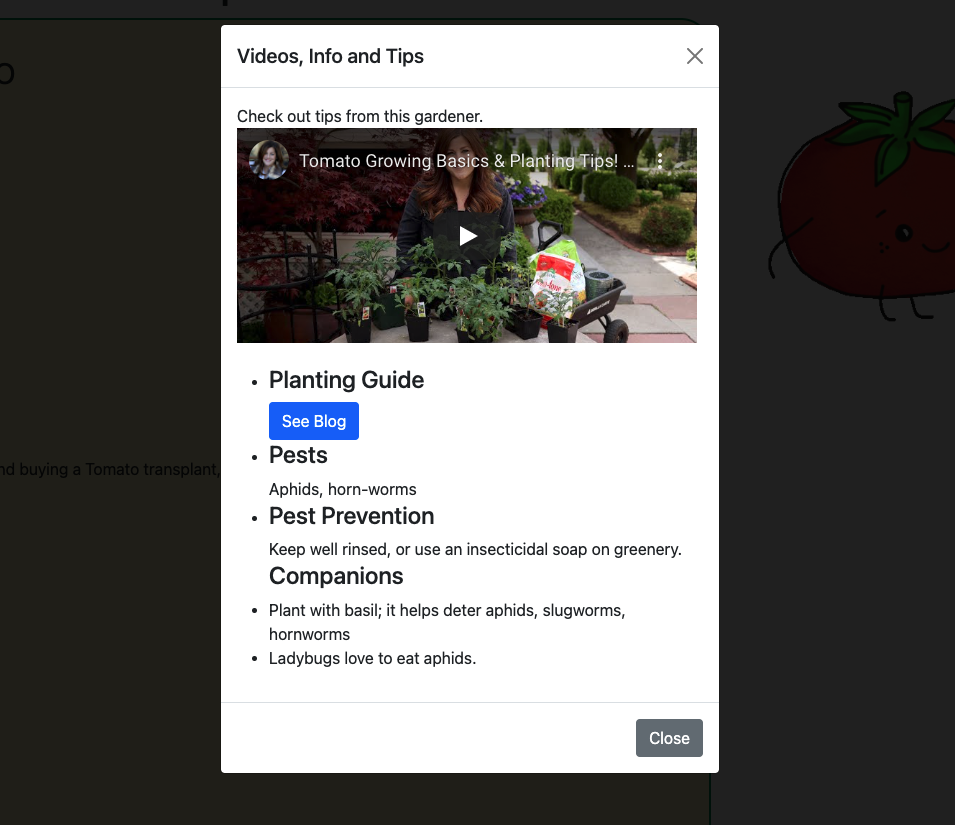 Videos, Info and Tips
Check out tips from this gardener.
Tomato Growing Basics & Planting Tips! ...
Planting Guide
See Blog
Pests
Aphids, horn-worms
Pest Prevention
nd buying a Tomato transplant,
Keep well rinsed, or use an insecticidal soap on greenery.
Companions
Plant with basil; it helps deter aphids, slugworms,
hornworms
Ladybugs love to eat aphids.
Close